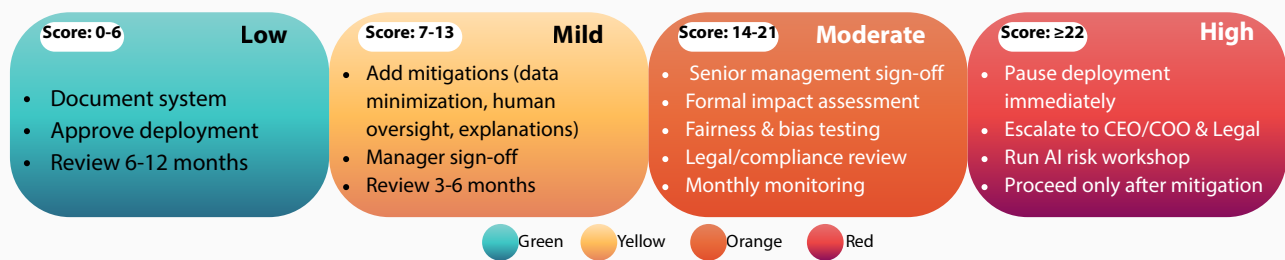 Score: 0-6
Low
• Document system
• Approve deployment
• Review 6-12 months
Score: 7-13
Mild
• Add mitigations (data
minimization, human
oversight, explanations)
• Manager sign-off
• Review 3-6 months
Score: 14-21
Moderate
• Senior management sign-off
• Formal impact assessment
• Fairness & bias testing
• Legal/compliance review
• Monthly monitoring
Score: ≥22
High
• Pause deployment
immediately
• Escalate to CEO/COO & Legal
• Run AI risk workshop
• Proceed only after mitigation
Green
Yellow
Orange
Red